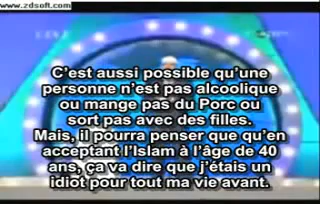 www.zdsoft.com
C'est aussi possible qu'une
personne n'est pas alcoolique
ou mange pas du Porc ou
sort pas avec des filles.
Mais, il pourra penser que qu'en
acceptant l'Islam à l'âge de 40
ans, ça va dire que j'étais un
idiot pour tout ma vie avant.